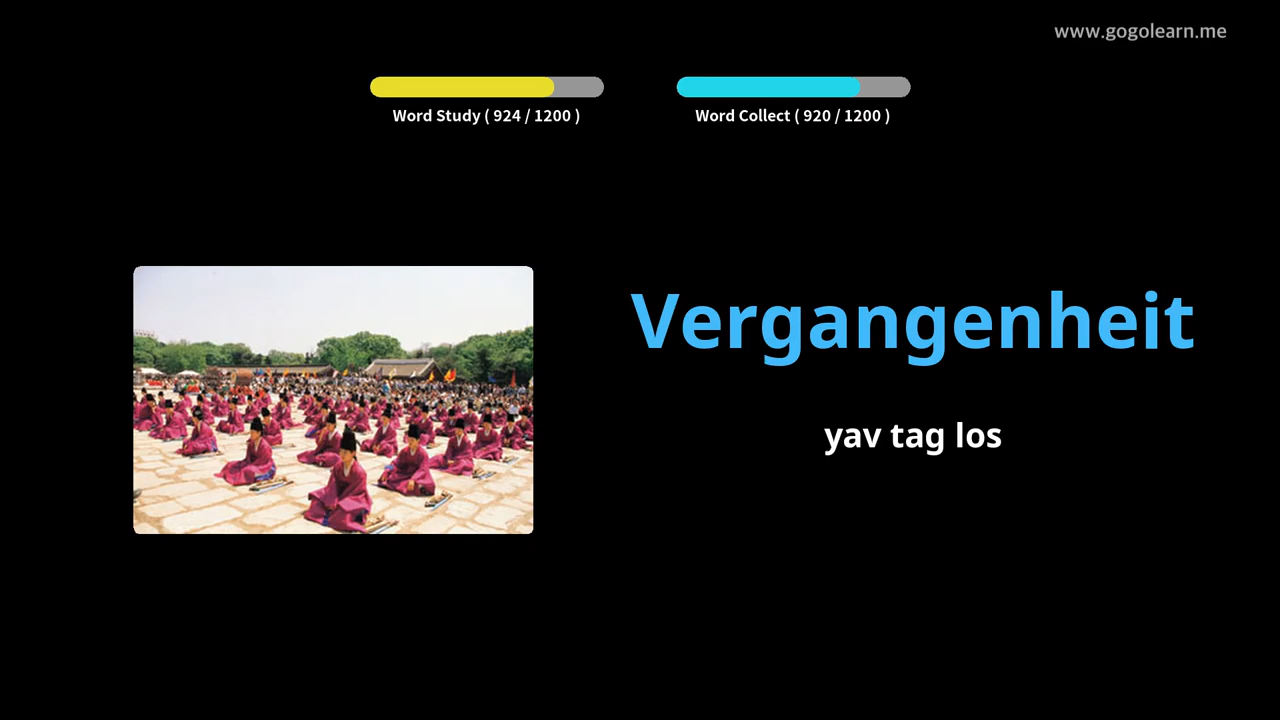 www.gogolearn.me
Word Study ( 924 / 1200 )
Word Collect ( 920 / 1200 )
Vergangenheit
yav tag los